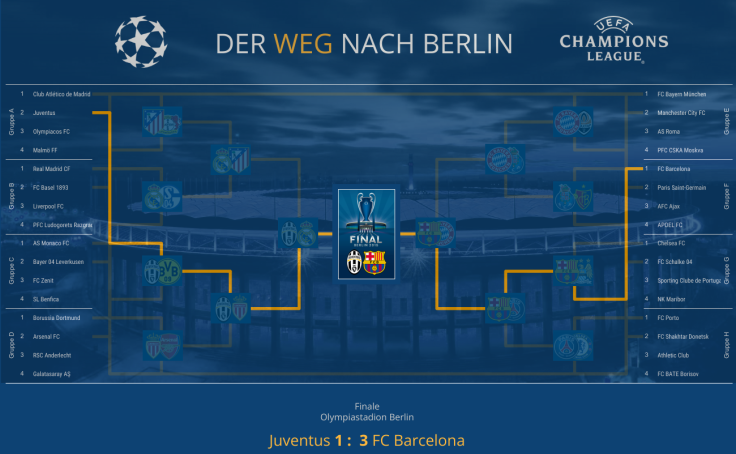 DER WEG NACH BERLIN
UEFA
CHAMPIONS
LEAGUE
Gruppe A
1 Club Atlético de Madrid
2 Juventus
3 Olympiacos FC
4 Malmö FF
Gruppe B
1 Real Madrid CF
2 FC Basel 1893
3 Liverpool FC
4 PFC Ludogorets Razgrad
Gruppe C
1 AS Monaco FC
2 Bayer 04 Leverkusen
3 FC Zenit
4 SL Benfica
Gruppe D
1 Borussia Dortmund
2 Arsenal FC
3 RSC Anderlecht
4 Galatasaray AŞ
FINAL
BERLIN 2015
Gruppe E
1 FC Bayern München
2 Manchester City FC
3 AS Roma
4 PFC CSKA Moskva
Gruppe F
1 FC Barcelona
2 Paris Saint-Germain
3 AFC Ajax
4 APOEL FC
Gruppe G
1 Chelsea FC
2 FC Schalke 04
3 Sporting Clube de Portugal
4 NK Maribor
Gruppe H
1 FC Porto
2 FC Shakhtar Donetsk
3 Athletic Club
4 FC BATE Borisov
Finale
Olympiastadion Berlin
Juventus 1 : 3 FC Barcelona